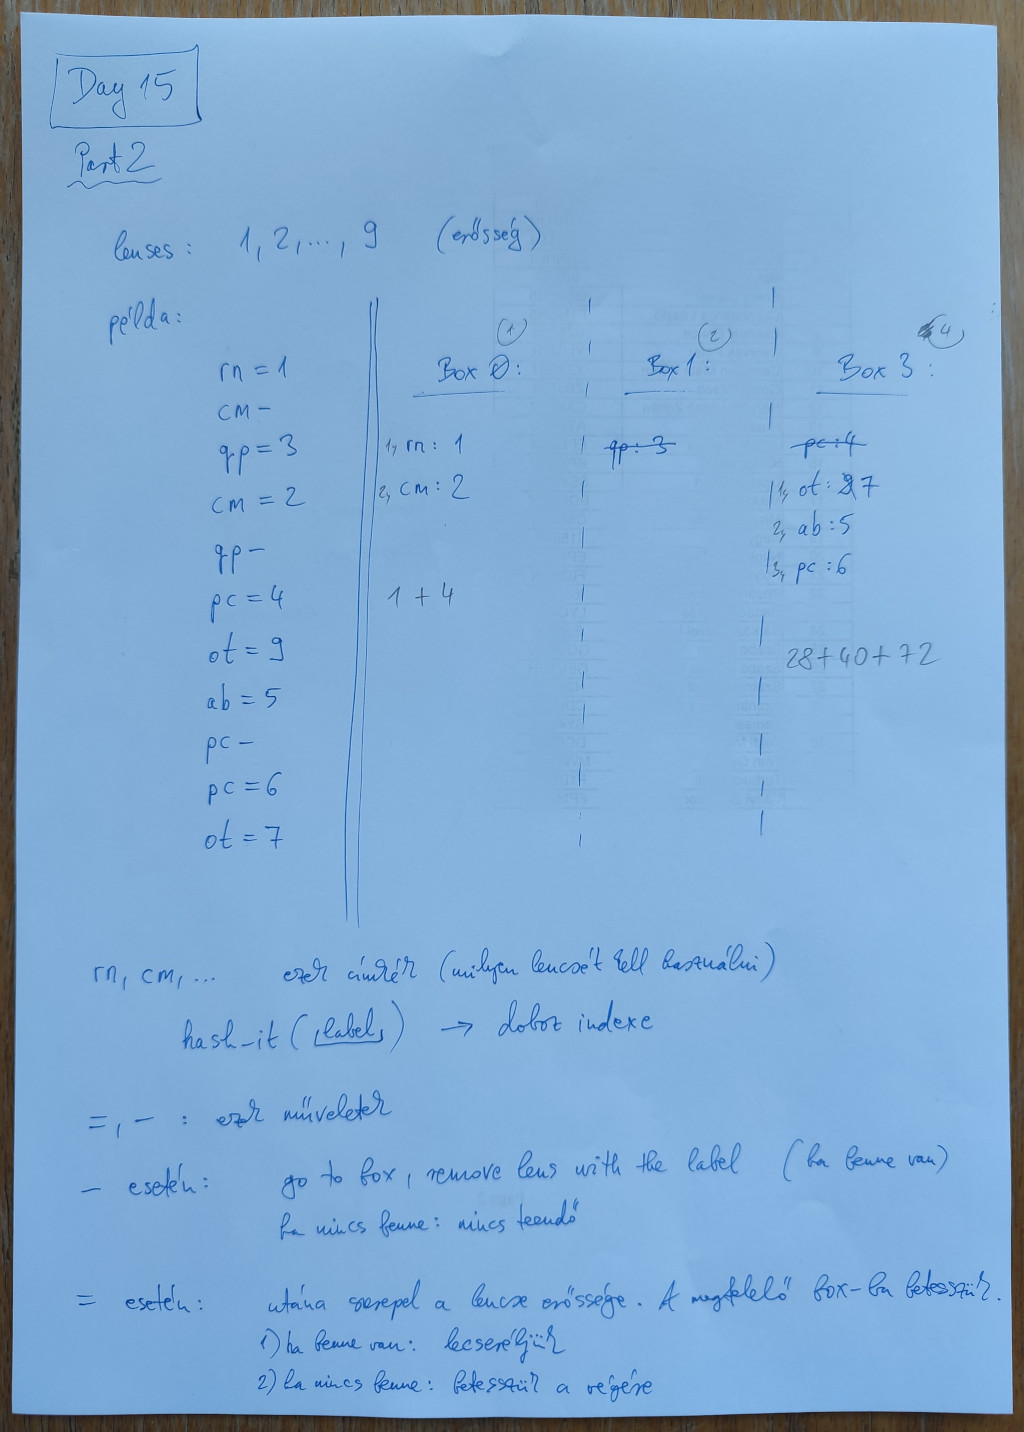 Day 15
Part 2
lenses: 1, 2, ..., 9 (erősség)
példa:
① ② ④
rn = 1 Box 0: Box 1: Box 3:
cm -
qp = 3 1, rn: 1 qp: 3 pc: 4
cm = 2 2, cm: 2 1, ot: 7
2, ab: 5
qp -
3, pc: 6
pc = 4 1 + 4
ot = 9 28 + 40 + 72
ab = 5
pc -
pc = 6
ot = 7
rn, cm, ... ezek címkék (milyen lencsét kell használni)
hash-it (label) → doboz indexe
=, - : ezek műveletek
- esetén: go to box, remove lens with the label (ha benne van)
ha nincs benne: nincs teendő
= esetén: utána szerepel a lencse erőssége. A megfelelő box-ba betesszük.
1) ha benne van: lecseréljük
2) ha nincs benne: betesszük a végére